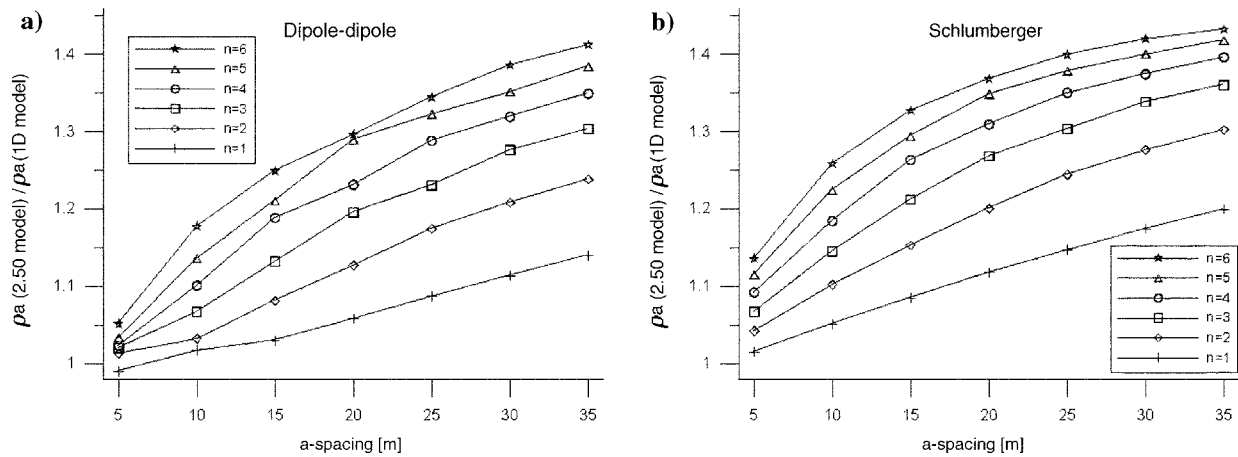 a)
Dipole-dipole
n=6
n=5
n=4
n=3
n=2
n=1
ρa (2.50 model) / ρa (1D model)
1.4
1.3
1.2
1.1
1
5 10 15 20 25 30 35
a-spacing [m]
b)
Schlumberger
ρa (2.50 model) / ρa (1D model)
1.4
1.3
1.2
1.1
1
n=6
n=5
n=4
n=3
n=2
n=1
5 10 15 20 25 30 35
a-spacing [m]